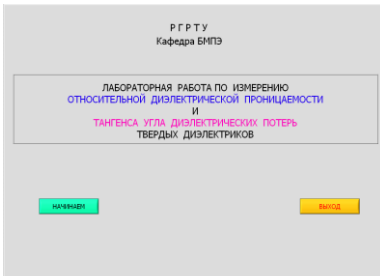 Р Г Р Т У
Кафедра БМПЭ
ЛАБОРАТОРНАЯ РАБОТА ПО ИЗМЕРЕНИЮ
ОТНОСИТЕЛЬНОЙ ДИЭЛЕКТРИЧЕСКОЙ ПРОНИЦАЕМОСТИ
И
ТАНГЕНСА УГЛА ДИЭЛЕКТРИЧЕСКИХ ПОТЕРЬ
ТВЕРДЫХ ДИЭЛЕКТРИКОВ
НАЧИНАЕМ
ВЫХОД